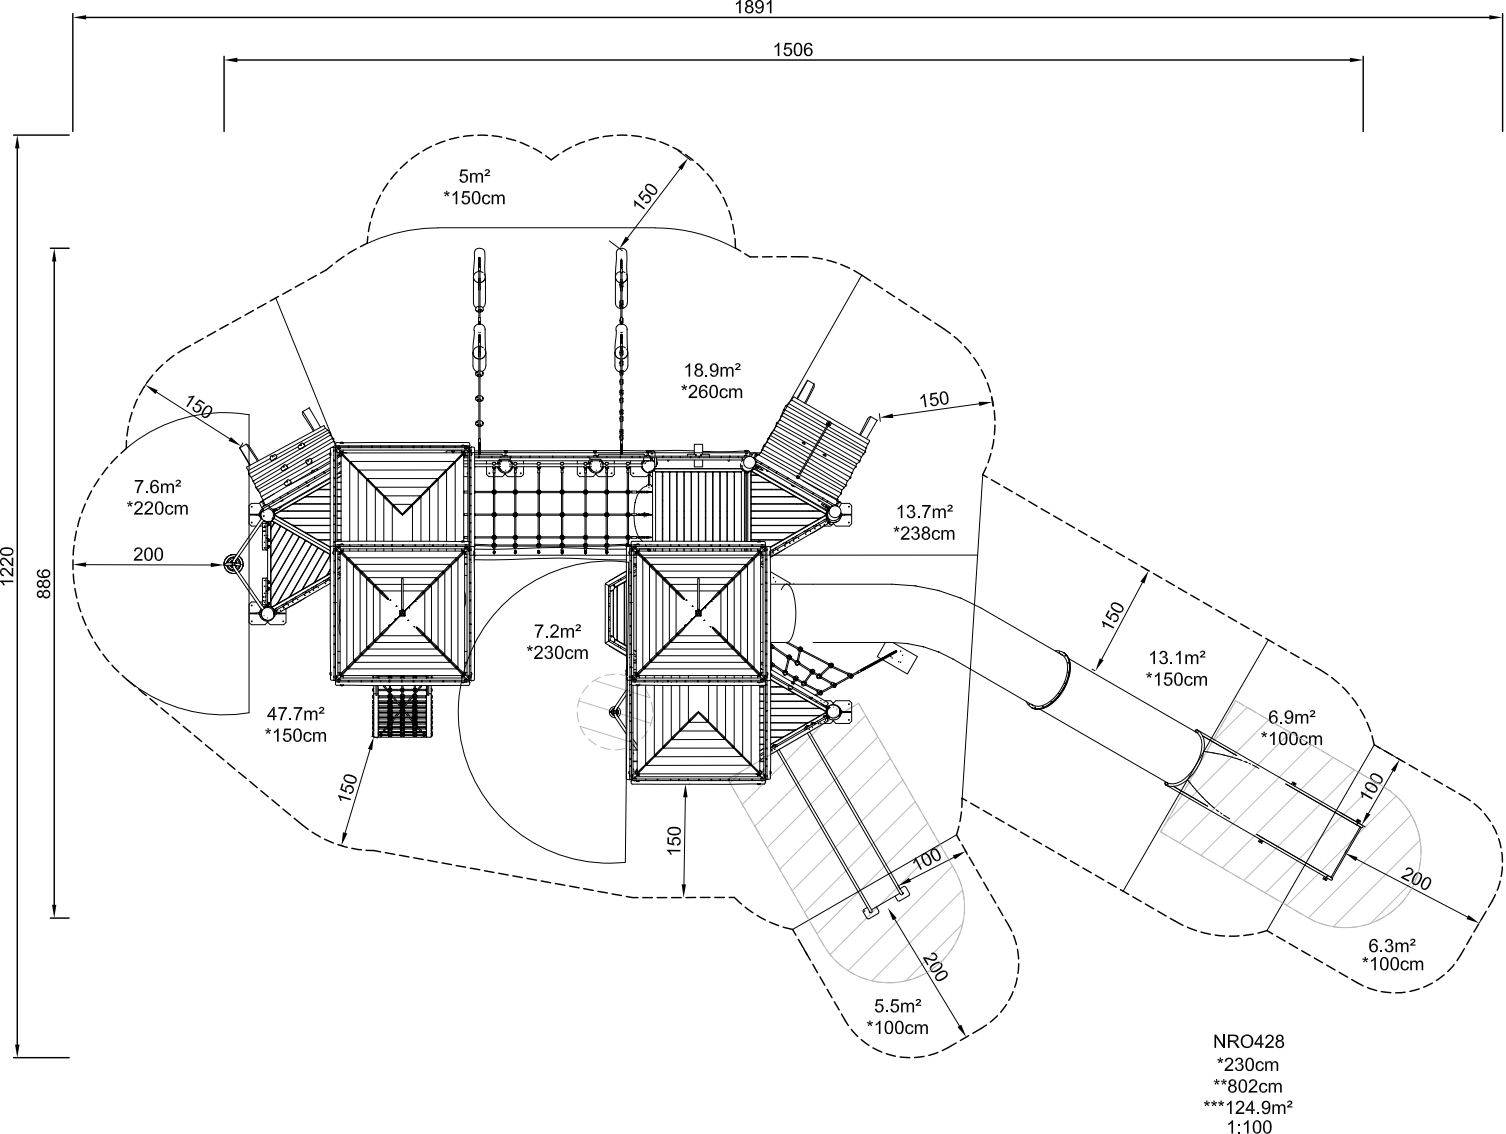 1891
1506
5m²
*150cm
150
18.9m²
*260cm
150
150
7.6m²
*220cm
200
13.7m²
*238cm
1220
886
7.2m²
*230cm
150
13.1m²
*150cm
47.7m²
*150cm
6.9m²
*100cm
150
100
150
100
200
6.3m²
*100cm
200
5.5m²
*100cm
NRO428
*230cm
**802cm
***124.9m²
1:100